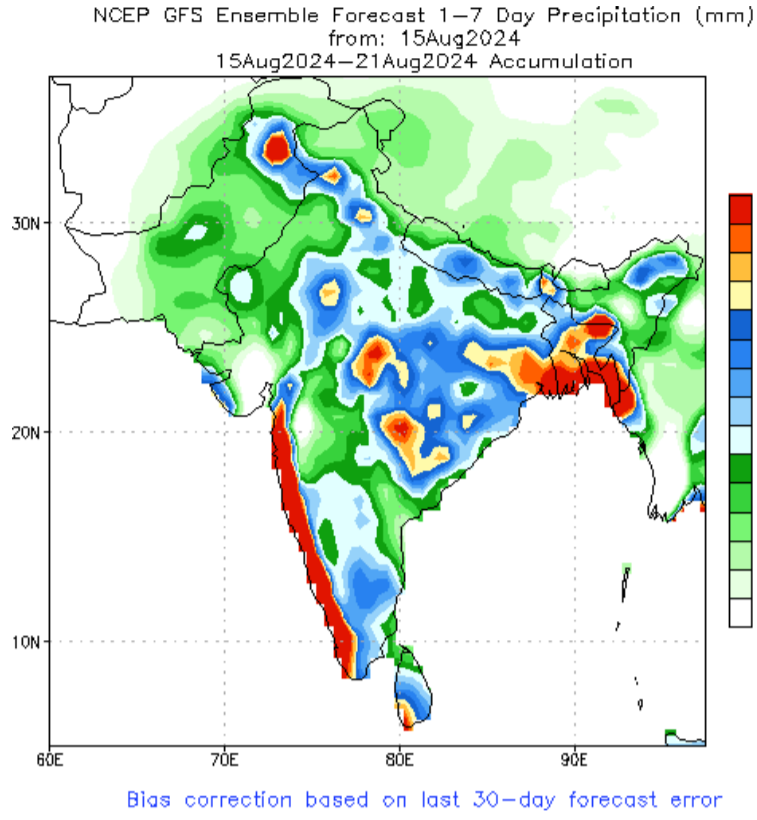 NCEP GFS Ensemble Forecast 1–7 Day Precipitation (mm)
from: 15Aug2024
15Aug2024–21Aug2024 Accumulation
30N
20N
10N
60E 70E 80E 90E
Bias correction based on last 30–day forecast error